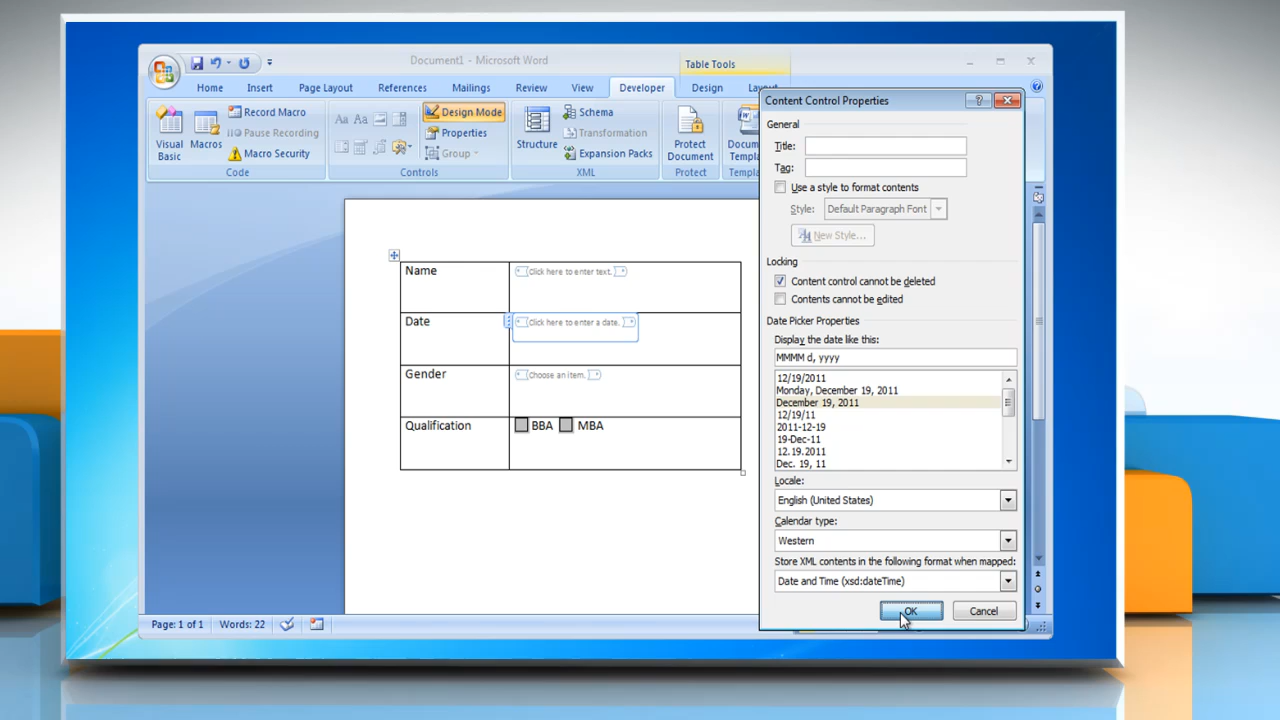 Document1 - Microsoft Word
Table Tools
Home Insert Page Layout References Mailings Review View Developer Design
Visual Basic
Macros
Record Macro
Pause Recording
Macro Security
Code
Aa Aa
Design Mode
Properties
Group
Controls
Structure
Schema
Transformation
Expansion Packs
XML
Protect Document
Protect
Content Control Properties
General
Title:
Tag:
Use a style to format contents
Style: Default Paragraph Font
New Style...
Locking
Content control cannot be deleted
Contents cannot be edited
Date Picker Properties
Display the date like this:
MMMM d, yyyy
12/19/2011
Monday, December 19, 2011
December 19, 2011
12/19/11
2011-12-19
19-Dec-11
12.19.2011
Dec. 19, 11
Locale:
English (United States)
Calendar type:
Western
Store XML contents in the following format when mapped:
Date and Time (xsd:dateTime)
OK Cancel
Name Click here to enter text.
Date Click here to enter a date.
Gender Choose an item.
Qualification BBA MBA
Page: 1 of 1 Words: 22